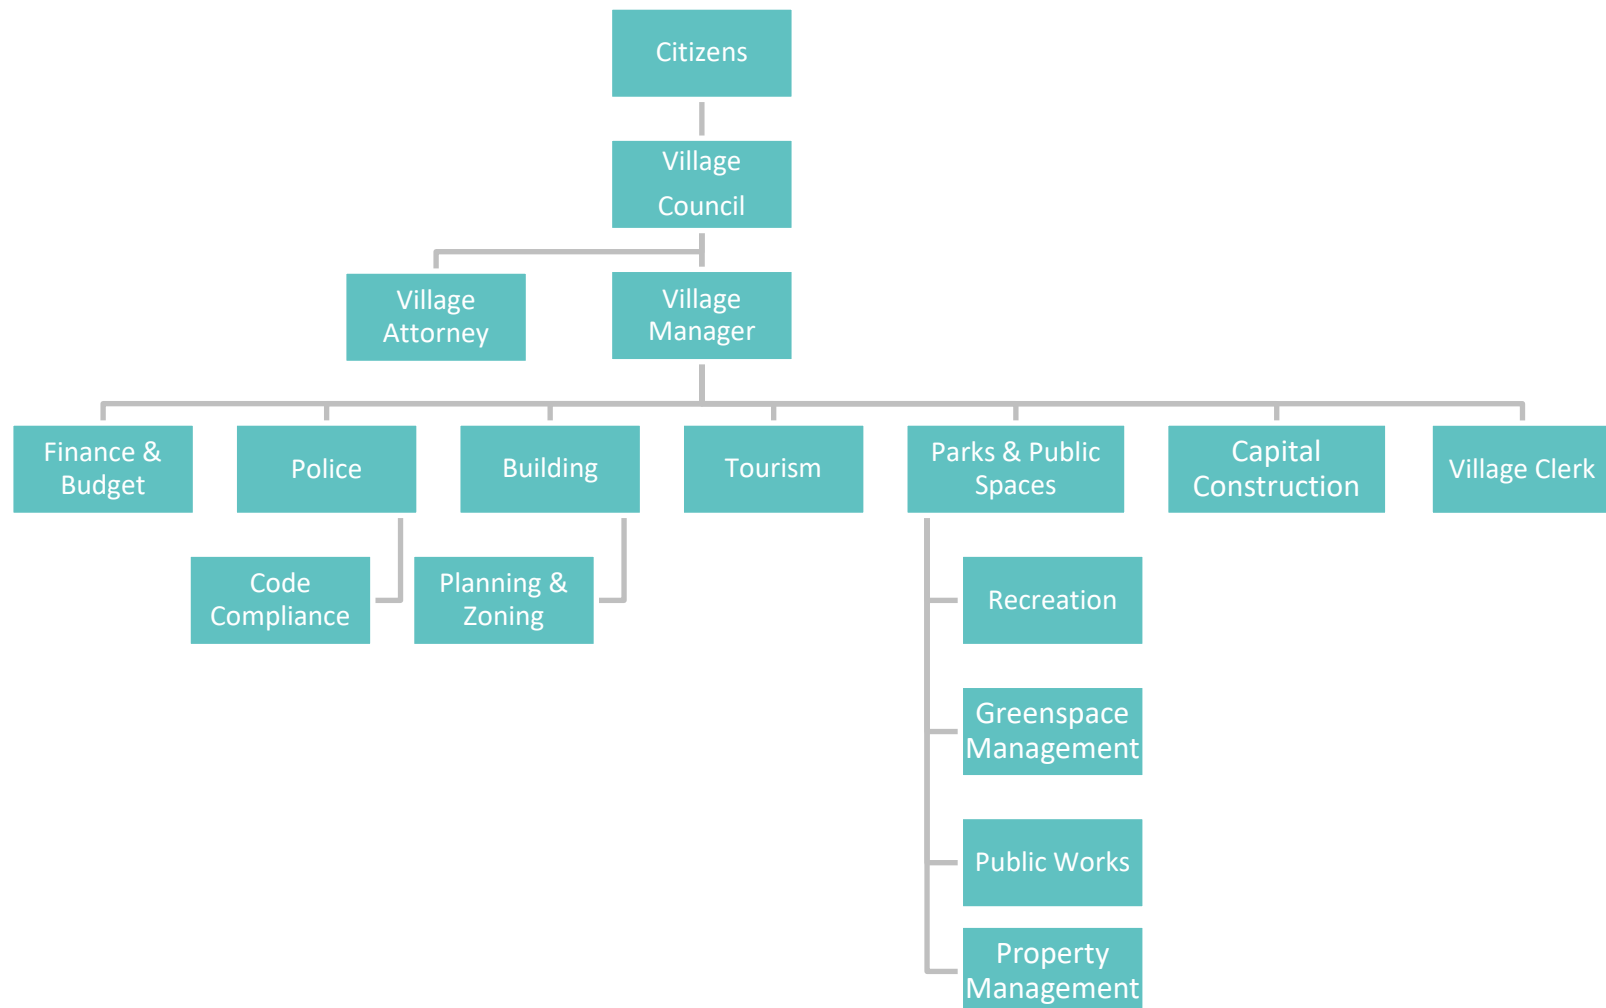 Citizens
Village
Council
Village
Attorney
Village
Manager
Finance &
Budget
Police
Building
Tourism
Parks & Public
Spaces
Capital
Construction
Village Clerk
Code
Compliance
Planning &
Zoning
Recreation
Greenspace
Management
Public Works
Property
Management